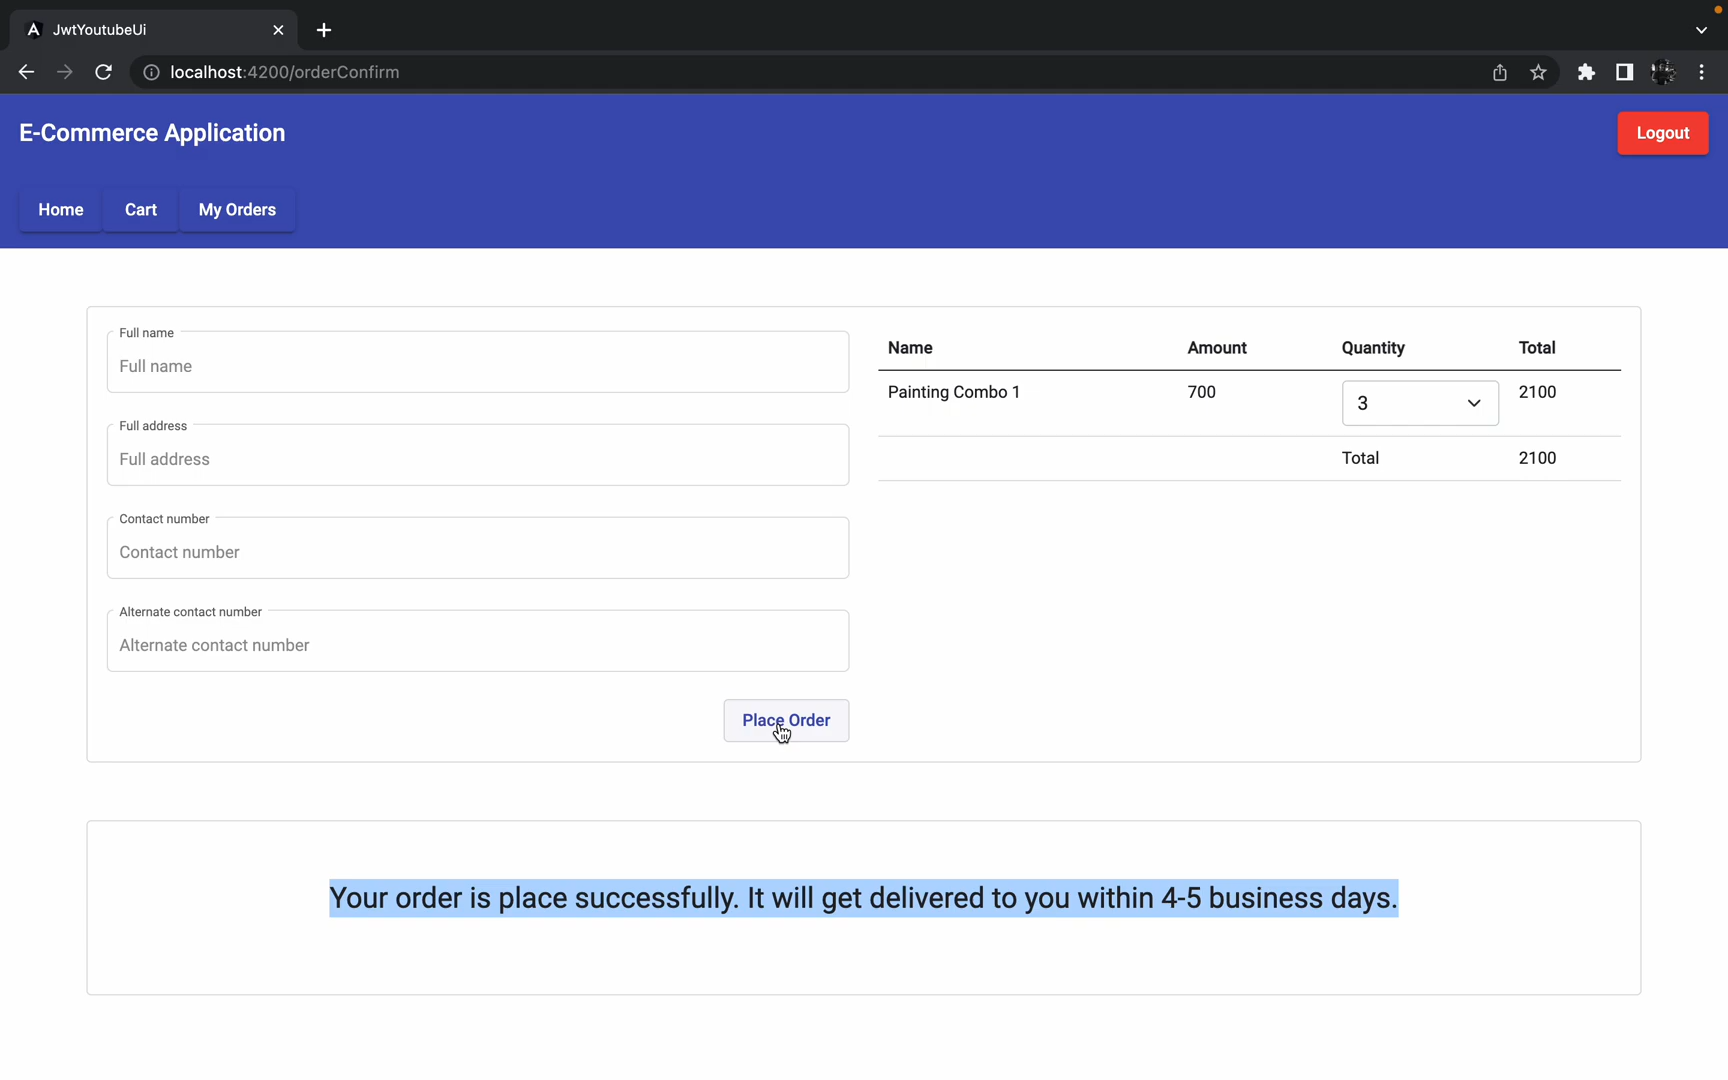 JwtYoutubeUi
localhost:4200/orderConfirm
E-Commerce Application
Logout
Home Cart My Orders
Full name
Full name
Full address
Full address
Contact number
Contact number
Alternate contact number
Alternate contact number
Place Order
Name Amount Quantity Total
Painting Combo 1 700 3 2100
Total 2100
Your order is place successfully. It will get delivered to you within 4-5 business days.